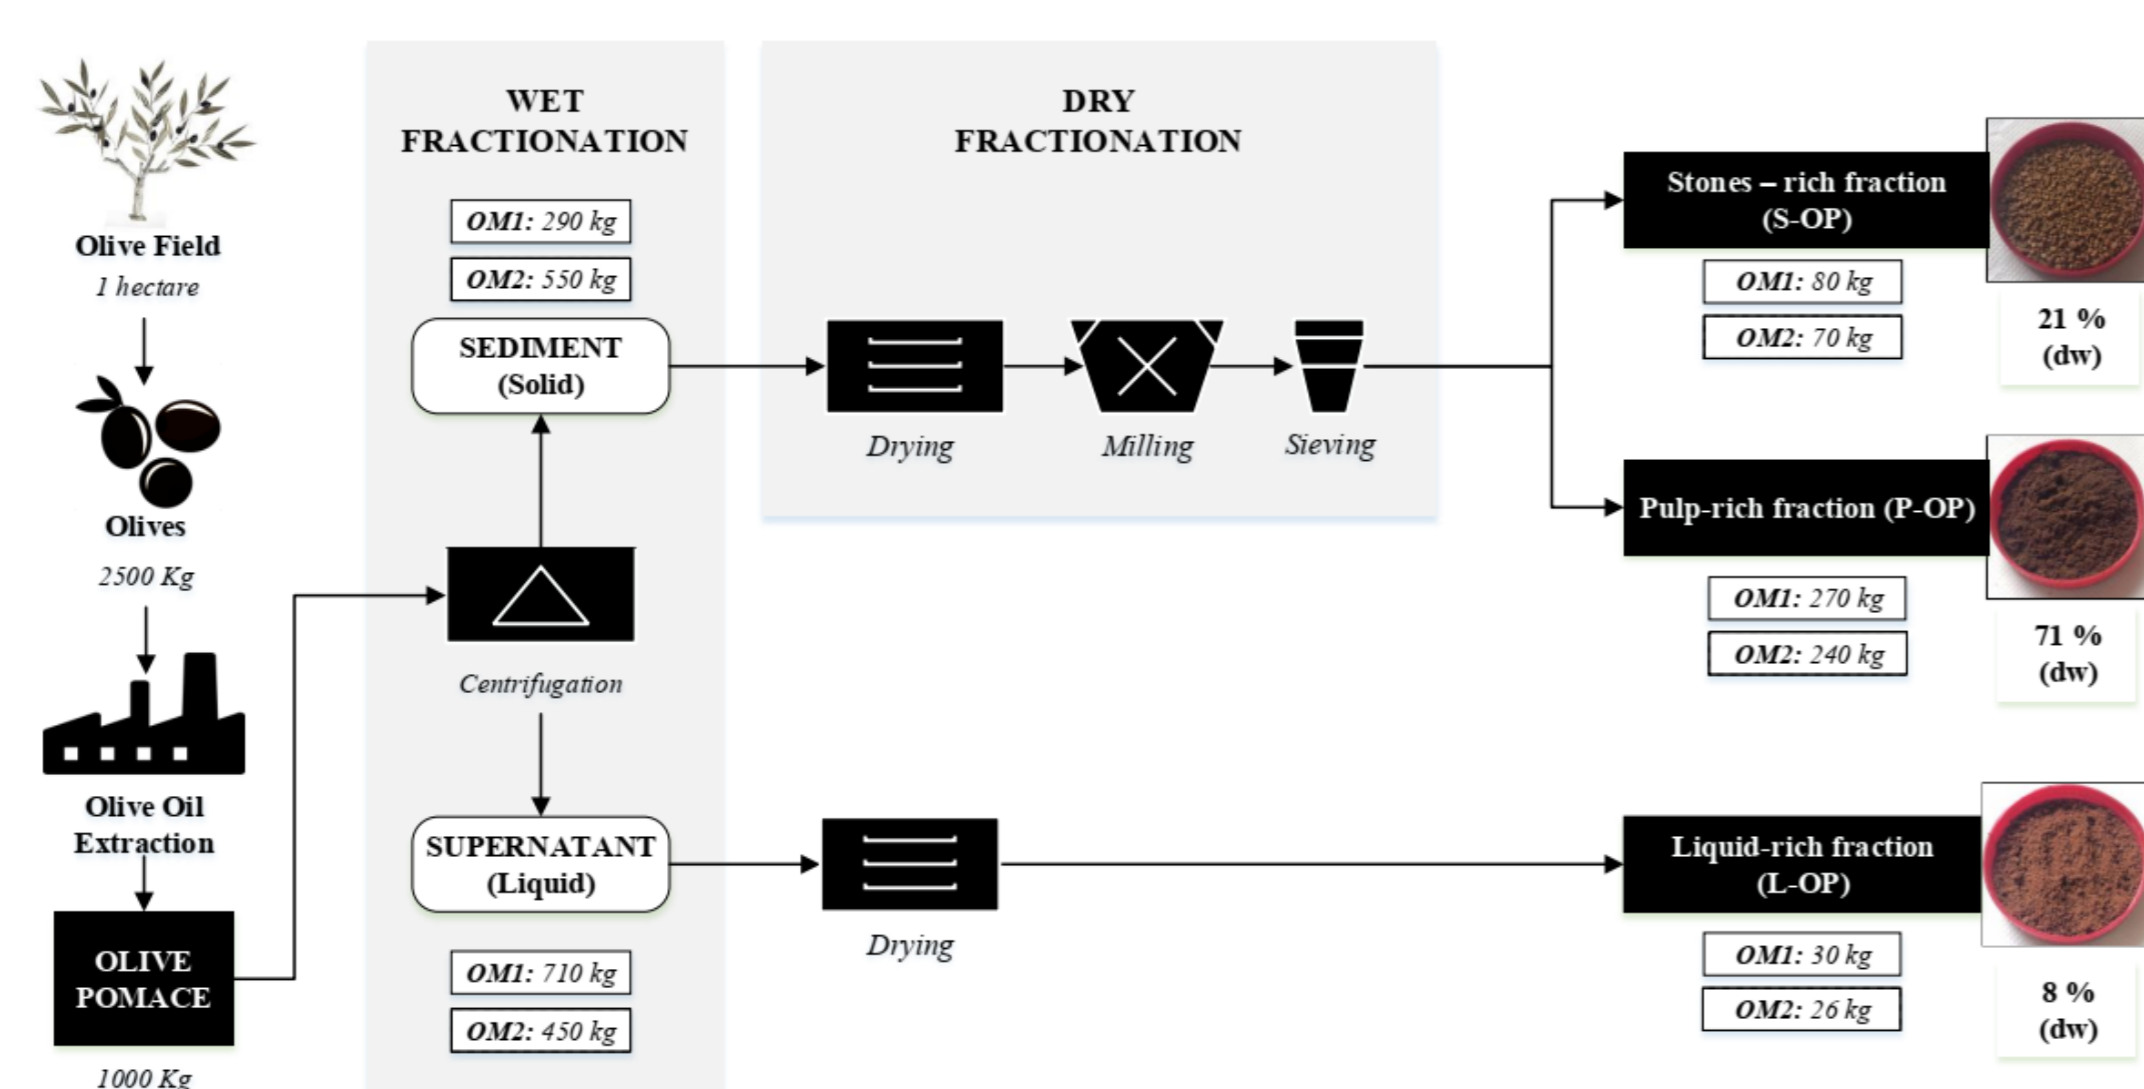 Olive Field
1 hectare
Olives
2500 Kg
Olive Oil
Extraction
OLIVE
POMACE
1000 Kg
WET
FRACTIONATION
OM1: 290 kg
OM2: 550 kg
SEDIMENT
(Solid)
Centrifugation
SUPERNATANT
(Liquid)
OM1: 710 kg
OM2: 450 kg
DRY
FRACTIONATION
Drying
Milling
Sieving
Drying
Stones – rich fraction
(S-OP)
OM1: 80 kg
OM2: 70 kg
21 %
(dw)
Pulp-rich fraction (P-OP)
OM1: 270 kg
OM2: 240 kg
71 %
(dw)
Liquid-rich fraction
(L-OP)
OM1: 30 kg
OM2: 26 kg
8 %
(dw)